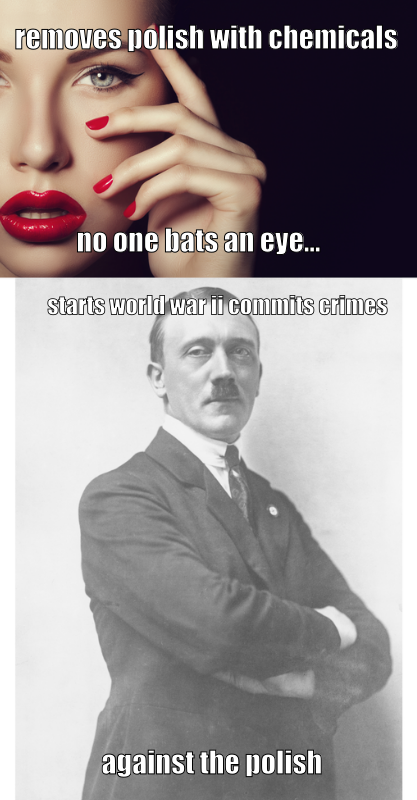 removes polish with chemicals
no one bats an eye...
starts world war ii commits crimes
against the polish